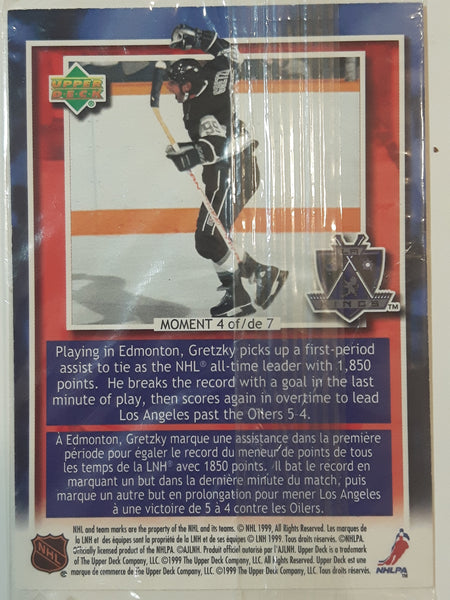 UPPER
DECK
GRETZ
99
LA
KINGS
TM
MOMENT 4 of/de 7
Playing in Edmonton, Gretzky picks up a first-period
assist to tie as the NHL® all-time leader with 1,850
points. He breaks the record with a goal in the last
minute of play, then scores again in overtime to lead
Los Angeles past the Oilers 5-4.
À Edmonton, Gretzky marque une assistance dans la première
période pour égaler le record du meneur de points de tous
les temps de la LNH® avec 1850 points. Il bat le record en
marquant un but dans la dernière minute du match, puis
marque un autre but en prolongation pour mener Los Angeles
à une victoire de 5 à 4 contre les Oilers.
NHL and team marks are the property of the NHL and its teams. © NHL 1999. All Rights Reserved. Les marques de
la LNH et des équipes sont la propriété de la LNH et de ses équipes © LNH 1999. Tous droits réservés. ©NHLPA.
Officially licensed product of the NHLPA. ©AJLNH. Produit officiel autorisé par l'AJLNH. Upper Deck is a trademark
of The Upper Deck Company, LLC. ©1999 The Upper Deck Company, LLC. All Rights Reserved. Upper Deck est une
marque de commerce de The Upper Deck Company, LLC. ©1999 The Upper Deck Company, LLC. Tous droits réservés.
NHL
NHLPA
TM